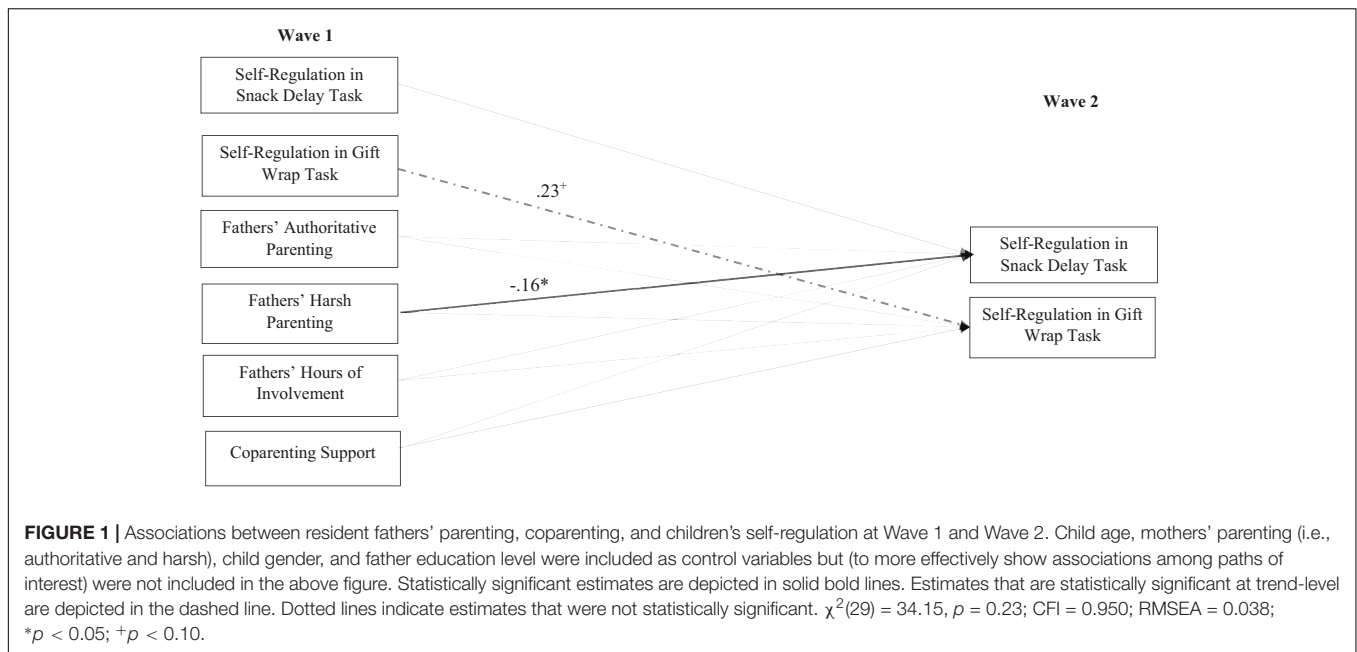 Wave 1
Self-Regulation in
Snack Delay Task
Wave 2
Self-Regulation in Gift
Wrap Task
.23+
Fathers' Authoritative
Parenting
Self-Regulation in
Snack Delay Task
-.16*
Fathers' Harsh
Parenting
Self-Regulation in Gift
Wrap Task
Fathers' Hours of
Involvement
Coparenting Support
FIGURE 1 | Associations between resident fathers' parenting, coparenting, and children's self-regulation at Wave 1 and Wave 2. Child age, mothers' parenting (i.e.,
authoritative and harsh), child gender, and father education level were included as control variables but (to more effectively show associations among paths of
interest) were not included in the above figure. Statistically significant estimates are depicted in solid bold lines. Estimates that are statistically significant at trend-level
are depicted in the dashed line. Dotted lines indicate estimates that were not statistically significant. χ²(29) = 34.15, p = 0.23; CFI = 0.950; RMSEA = 0.038;
*p < 0.05; +p < 0.10.